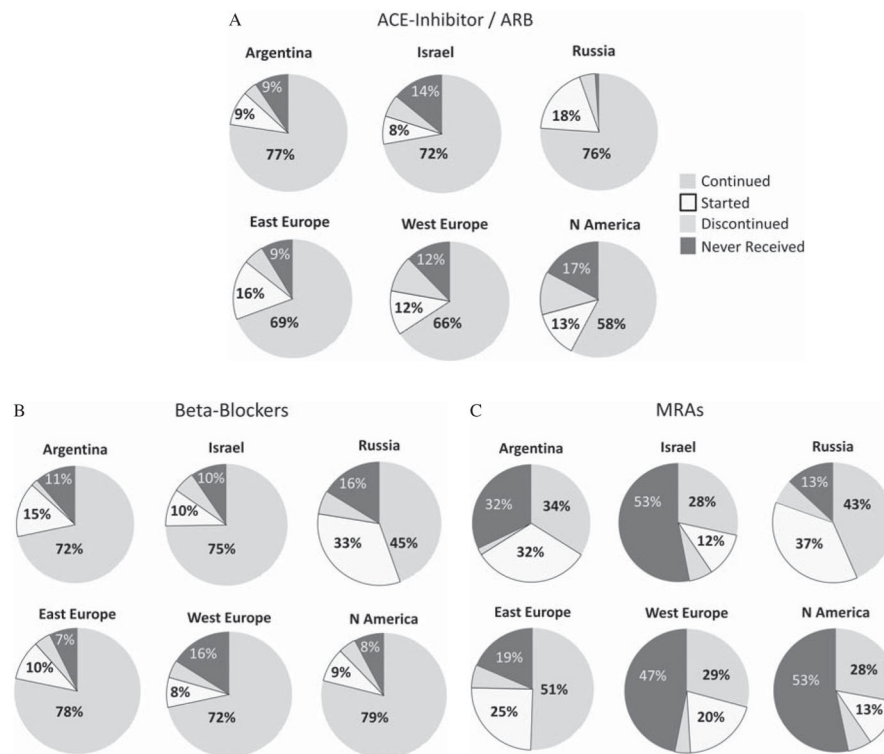 A
ACE-Inhibitor / ARB
Argentina
Israel
Russia
9%
9%
77%
14%
8%
72%
18%
76%
Continued
Started
Discontinued
Never Received
East Europe
West Europe
N America
9%
16%
69%
12%
12%
66%
17%
13%
58%
B
Beta-Blockers
Argentina
Israel
Russia
11%
15%
72%
10%
10%
75%
16%
33%
45%
East Europe
West Europe
N America
7%
10%
78%
16%
8%
72%
8%
9%
79%
C
MRAs
Argentina
Israel
Russia
32%
34%
32%
53%
28%
12%
13%
43%
37%
East Europe
West Europe
N America
19%
51%
25%
47%
29%
20%
53%
28%
13%